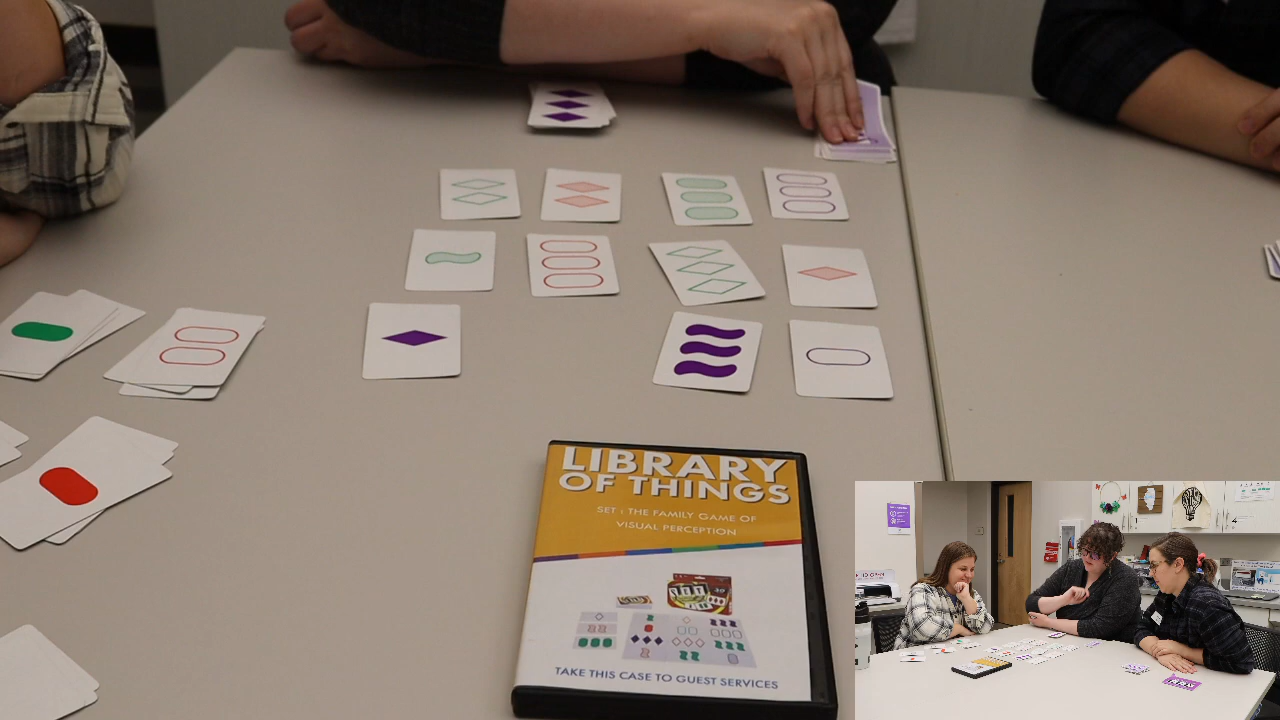 LIBRARY
OF THINGS
SET : THE FAMILY GAME OF
VISUAL PERCEPTION
TAKE THIS CASE TO GUEST SERVICES